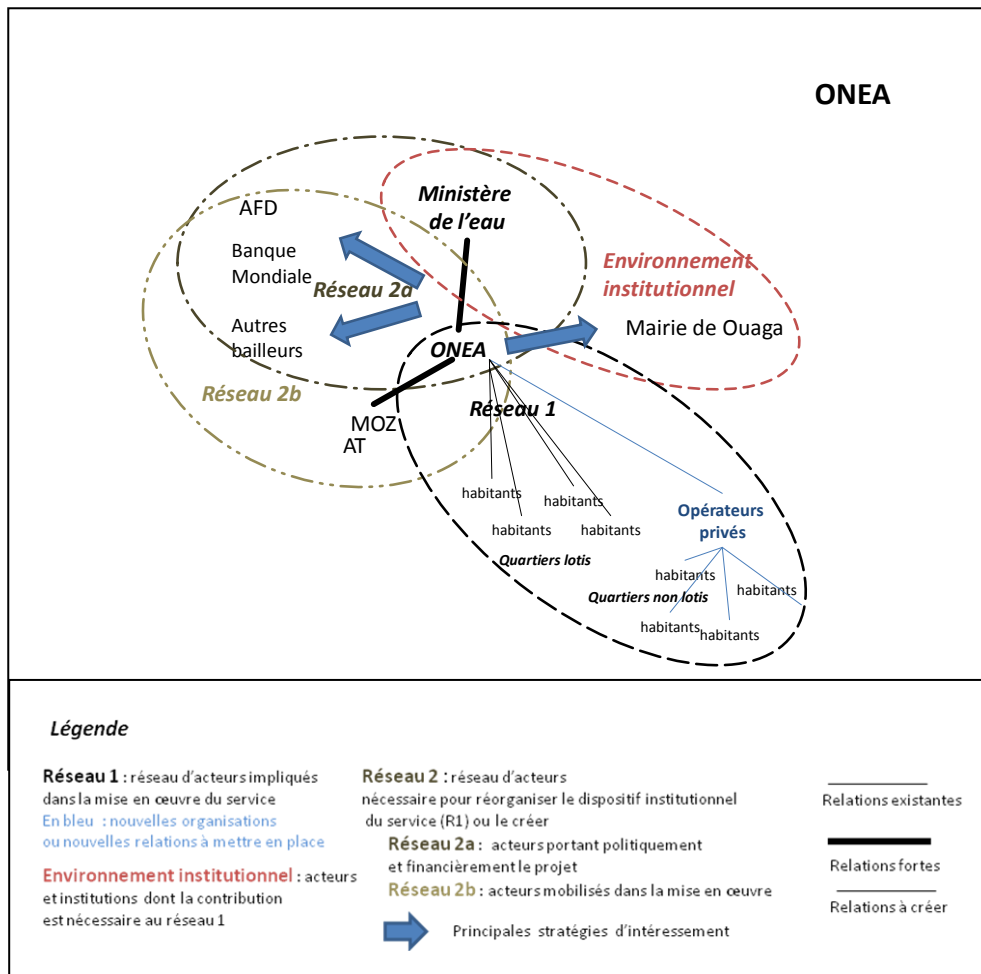 ONEA
Ministère
de l'eau
AFD
Banque
Mondiale
Réseau 2a
Environnement
institutionnel
Mairie de Ouaga
Autres
bailleurs
ONEA
Réseau 2b
Réseau 1
MOZ
AT
habitants
habitants
habitants
habitants
Quartiers lotis
Opérateurs
privés
habitants
habitants
Quartiers non lotis
habitants
habitants
Légende
Réseau 1 : réseau d'acteurs impliqués
dans la mise en œuvre du service
En bleu : nouvelles organisations
ou nouvelles relations à mettre en place
Environnement institutionnel : acteurs
et institutions dont la contribution
est nécessaire au réseau 1
Réseau 2 : réseau d'acteurs
nécessaire pour réorganiser le dispositif institutionnel
du service (R1) ou le créer
Réseau 2a : acteurs portant politiquement
et financièrement le projet
Réseau 2b : acteurs mobilisés dans la mise en œuvre
Principales stratégies d'intéressement
Relations existantes
Relations fortes
Relations à créer